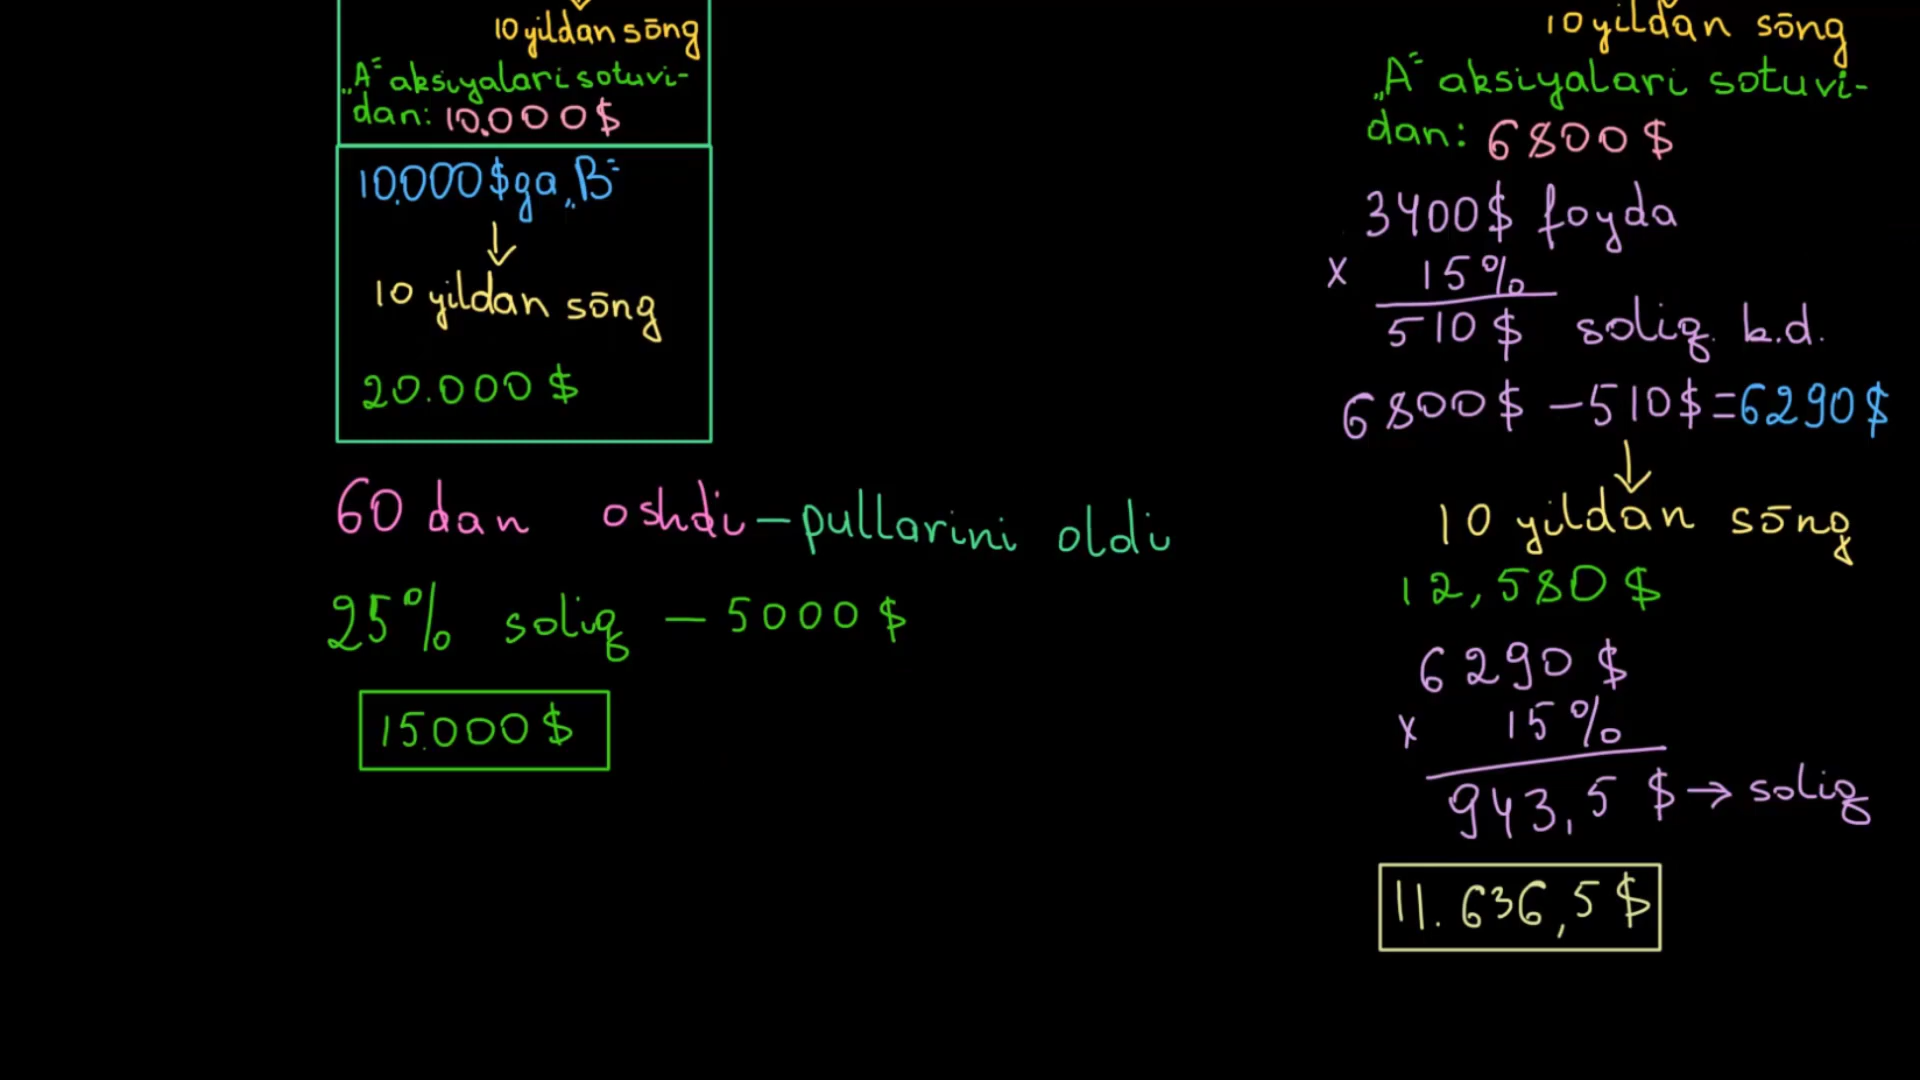 10 yildan sōng
„A" aksiyalari sotuvi-
dan: 10.000$
10.000$ga „B"
10 yildan sōng
20.000$
60 dan oshdi – pullarini oldi
25% soliq – 5000$
15.000$
10 yildan sōng
„A" aksiyalari sotuvi-
dan: 6800$
3400$ foyda
x 15%
510$ soliq k.d.
6800$ – 510$ = 6290$
10 yildan sōng
12,580$
6290$
x 15%
943,5$ → soliq
11.636,5$